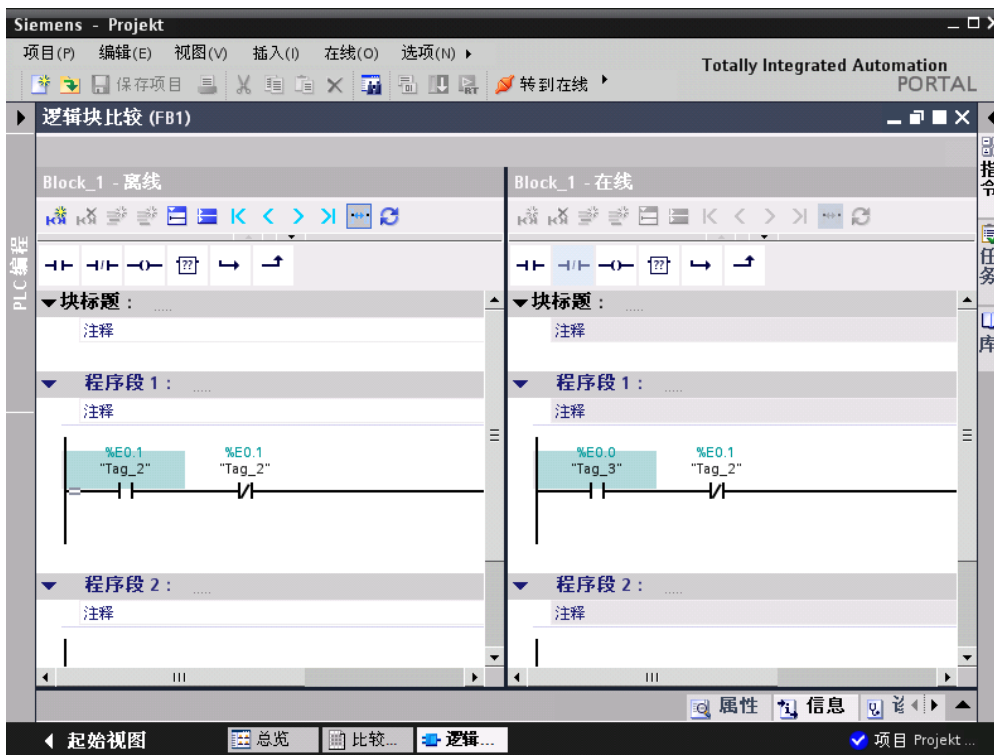 Siemens - Projekt
项目(P) 编辑(E) 视图(V) 插入(I) 在线(O) 选项(N)
Totally Integrated Automation
PORTAL
保存项目 转到在线
逻辑块比较 (FB1)
PLC 编程
Block_1 - 离线
Block_1 - 在线
块标题：
块标题：
注释
注释
程序段 1：
程序段 1：
注释
注释
%E0.1 %E0.1
"Tag_2" "Tag_2"
%E0.0 %E0.1
"Tag_3" "Tag_2"
程序段 2：
程序段 2：
注释
注释
指令
任务
库
属性 信息
起始视图 总览 比较... 逻辑... 项目 Projekt...